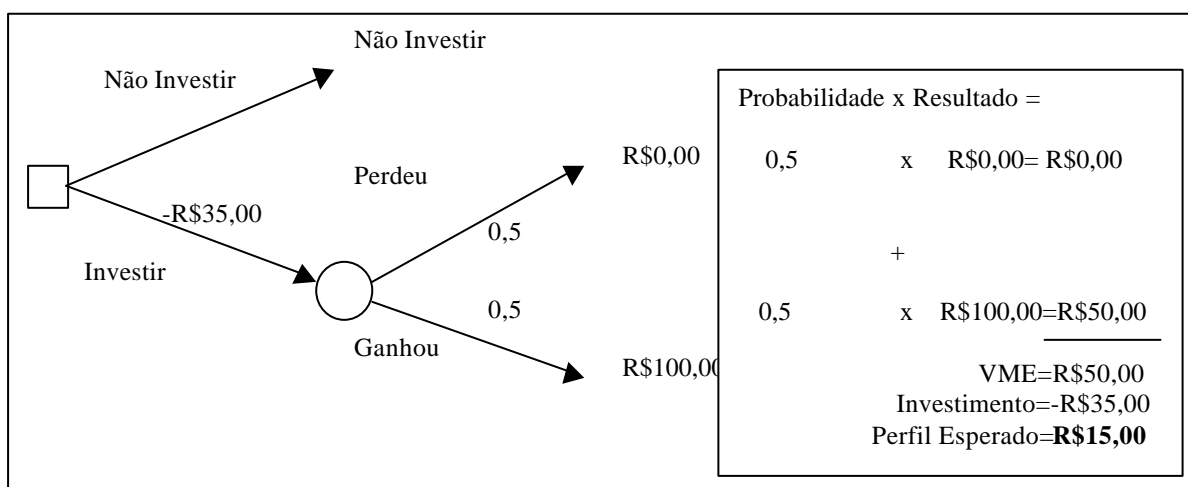 Não Investir
Não Investir
-R$35,00
Investir
Perdeu
0,5
R$0,00
0,5
Ganhou
R$100,00
Probabilidade x Resultado =
0,5 x R$0,00= R$0,00
+
0,5 x R$100,00=R$50,00
VME=R$50,00
Investimento=-R$35,00
Perfil Esperado=R$15,00